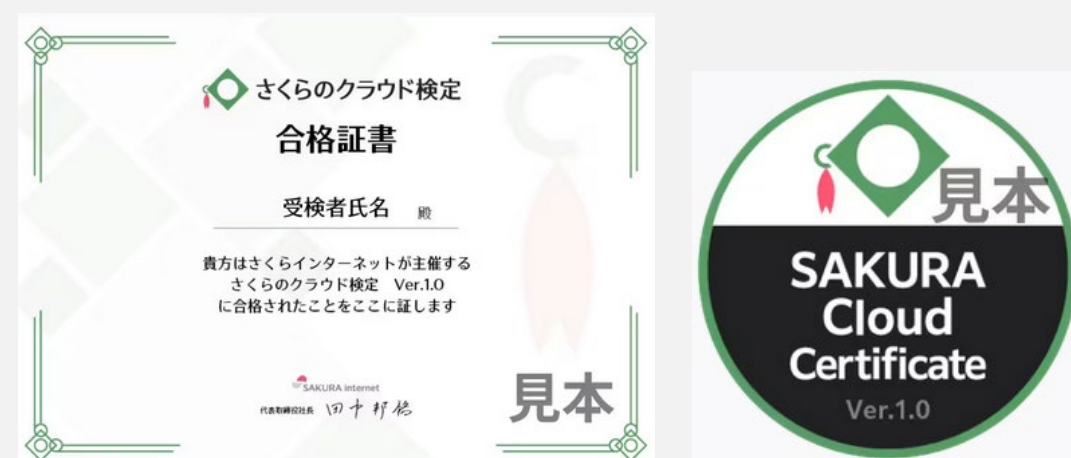 さくらのクラウド検定
合格証書
受検者氏名 殿
貴方はさくらインターネットが主催する
さくらのクラウド検定 Ver.1.0
に合格されたことをここに証します
SAKURA internet
代表取締役社長 田中邦裕
見本
見本
SAKURA
Cloud
Certificate
Ver.1.0